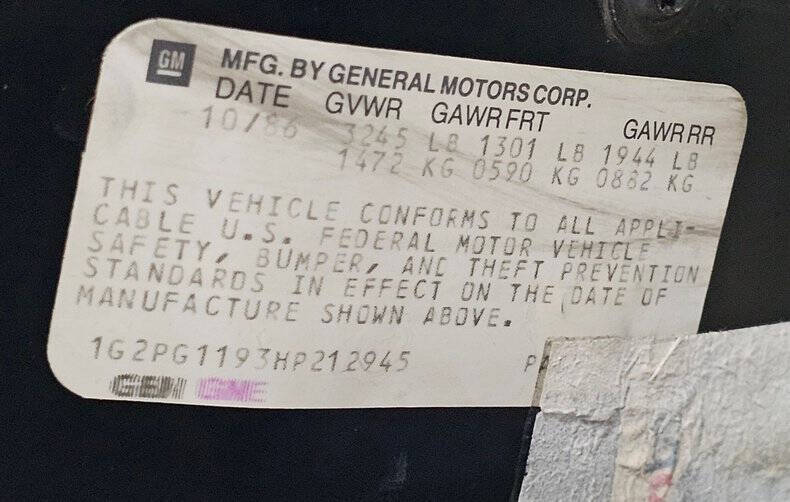 GM
MFG. BY GENERAL MOTORS CORP.
DATE GVWR GAWR FRT GAWR RR
10/86 3245 LB 1301 LB 1944 LB
1472 KG 0590 KG 0882 KG
THIS VEHICLE CONFORMS TO ALL APPLI-
CABLE U.S. FEDERAL MOTOR VEHICLE
SAFETY, BUMPER, AND THEFT PREVENTION
STANDARDS IN EFFECT ON THE DATE OF
MANUFACTURE SHOWN ABOVE.
1G2PG1193HP212945